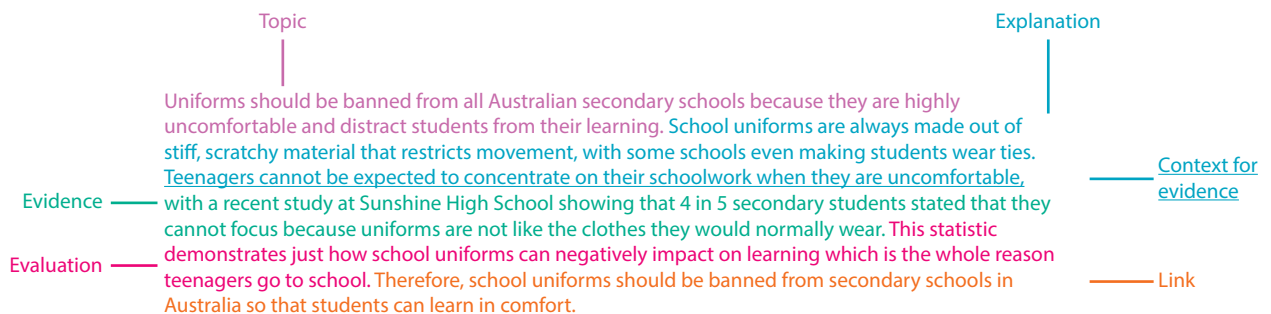 Topic
Explanation
Uniforms should be banned from all Australian secondary schools because they are highly
uncomfortable and distract students from their learning. School uniforms are always made out of
stiff, scratchy material that restricts movement, with some schools even making students wear ties.
Teenagers cannot be expected to concentrate on their schoolwork when they are uncomfortable,
Context for
evidence
Evidence
with a recent study at Sunshine High School showing that 4 in 5 secondary students stated that they
cannot focus because uniforms are not like the clothes they would normally wear. This statistic
Evaluation
demonstrates just how school uniforms can negatively impact on learning which is the whole reason
teenagers go to school. Therefore, school uniforms should be banned from secondary schools in
Link
Australia so that students can learn in comfort.